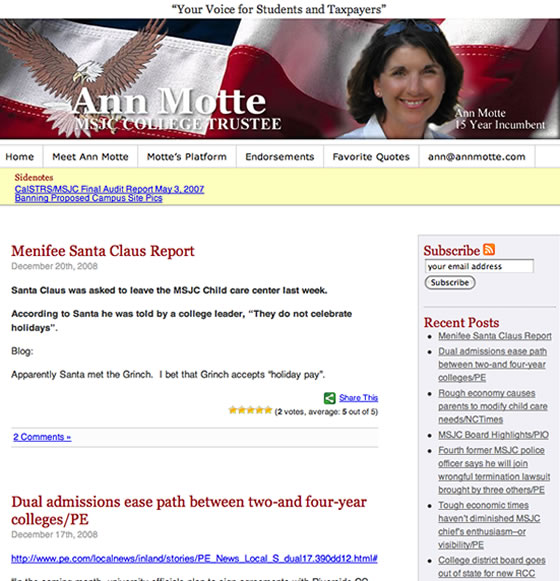 “Your Voice for Students and Taxpayers”
Ann Motte
MSJC COLLEGE TRUSTEE
Ann Motte
15 Year Incumbent
Home Meet Ann Motte Motte's Platform Endorsements Favorite Quotes ann@annmotte.com
Sidenotes
CalSTRS/MSJC Final Audit Report May 3, 2007
Banning Proposed Campus Site Pics
Menifee Santa Claus Report
December 20th, 2008
Santa Claus was asked to leave the MSJC Child care center last week.
According to Santa he was told by a college leader, “They do not celebrate
holidays”.
Blog:
Apparently Santa met the Grinch. I bet that Grinch accepts “holiday pay”.
Share This
(2 votes, average: 5 out of 5)
2 Comments »
Dual admissions ease path between two-and four-year
colleges/PE
December 17th, 2008
http://www.pe.com/localnews/inland/stories/PE_News_Local_S_dual17.390dd12.html#
Subscribe
your email address
Subscribe
Recent Posts
Menifee Santa Claus Report
Dual admissions ease path
between two-and four-year
colleges/PE
Rough economy causes
parents to modify child care
needs/NCTimes
MSJC Board Highlights/PIO
Fourth former MSJC police
officer says he will join
wrongful termination lawsuit
brought by three others/PE
Tough economic times
haven't diminished MSJC
chief's enthusiasm–or
visibility/PE
College district board goes
out of state for new RCC